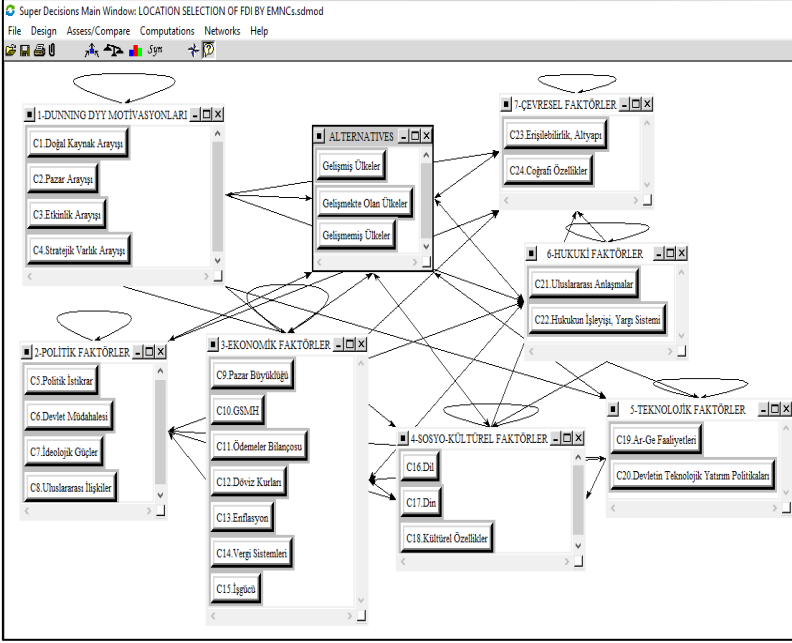 Super Decisions Main Window: LOCATION SELECTION OF FDI BY EMNCs.sdmod
File Design Assess/Compare Computations Networks Help
Syn
1-DUNNING DYY MOTİVASYONLARI
C1.Doğal Kaynak Arayışı
C2.Pazar Arayışı
C3.Etkinlik Arayışı
C4.Stratejik Varlık Arayışı
ALTERNATIVES
Gelişmiş Ülkeler
Gelişmekte Olan Ülkeler
Gelişmemiş Ülkeler
7-ÇEVRESEL FAKTÖRLER
C23.Erişilebilirlik, Altyapı
C24.Coğrafi Özellikler
6-HUKUKİ FAKTÖRLER
C21.Uluslararası Anlaşmalar
C22.Hukukun İşleyişi, Yargı Sistemi
2-POLİTİK FAKTÖRLER
C5.Politik İstikrar
C6.Devlet Müdahalesi
C7.İdeolojik Güçler
C8.Uluslararası İlişkiler
3-EKONOMİK FAKTÖRLER
C9.Pazar Büyüklüğü
C10.GSMH
C11.Ödemeler Bilançosu
C12.Döviz Kurları
C13.Enflasyon
C14.Vergi Sistemleri
C15.İşgücü
4-SOSYO-KÜLTÜREL FAKTÖRLER
C16.Dil
C17.Din
C18.Kültürel Özellikler
5-TEKNOLOJİK FAKTÖRLER
C19.Ar-Ge Faaliyetleri
C20.Devletin Teknolojik Yatırım Politikaları